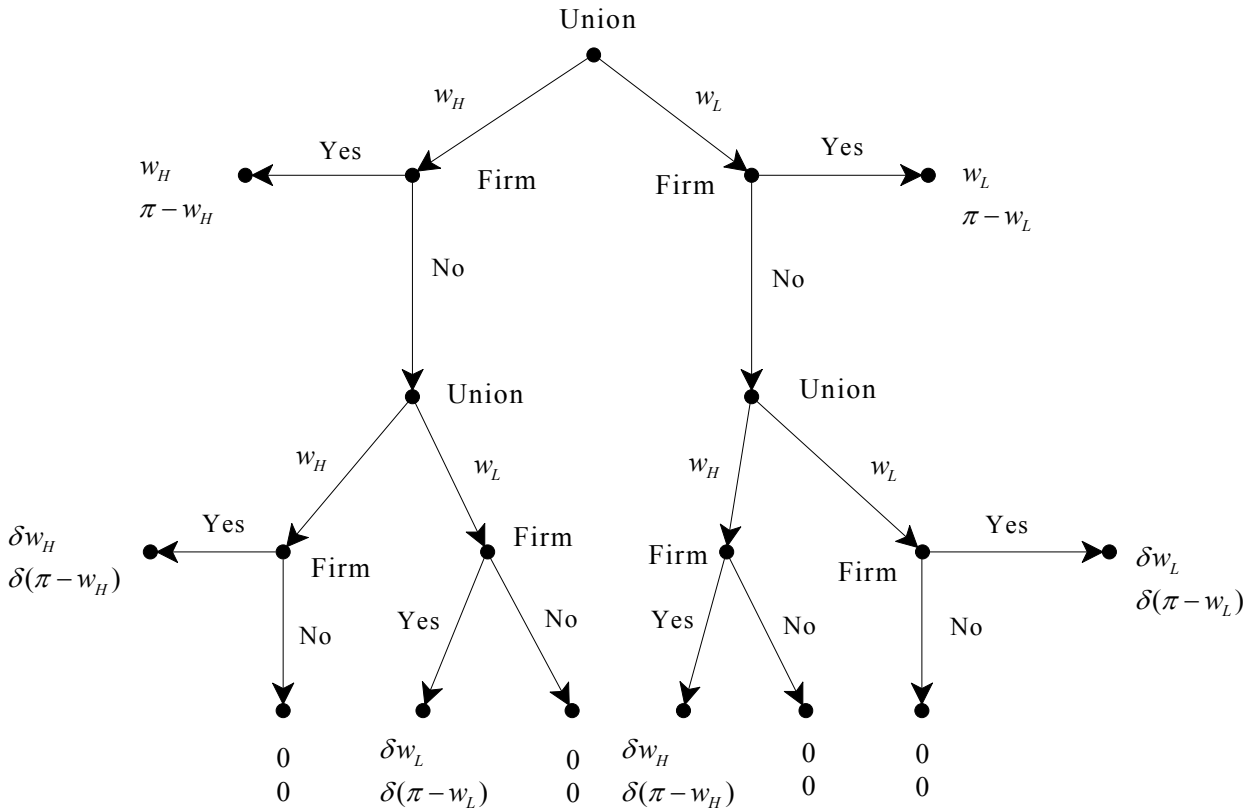 Union
w_H
w_L
Yes
Yes
w_H
π − w_H
Firm
Firm
w_L
π − w_L
No
No
Union
Union
w_H
w_L
w_H
w_L
Yes
Yes
δw_H
δ(π − w_H)
Firm
Firm
Firm
Firm
δw_L
δ(π − w_L)
No
Yes
No
Yes
No
No
0
0
δw_L
δ(π − w_L)
0
0
δw_H
δ(π − w_H)
0
0
0
0